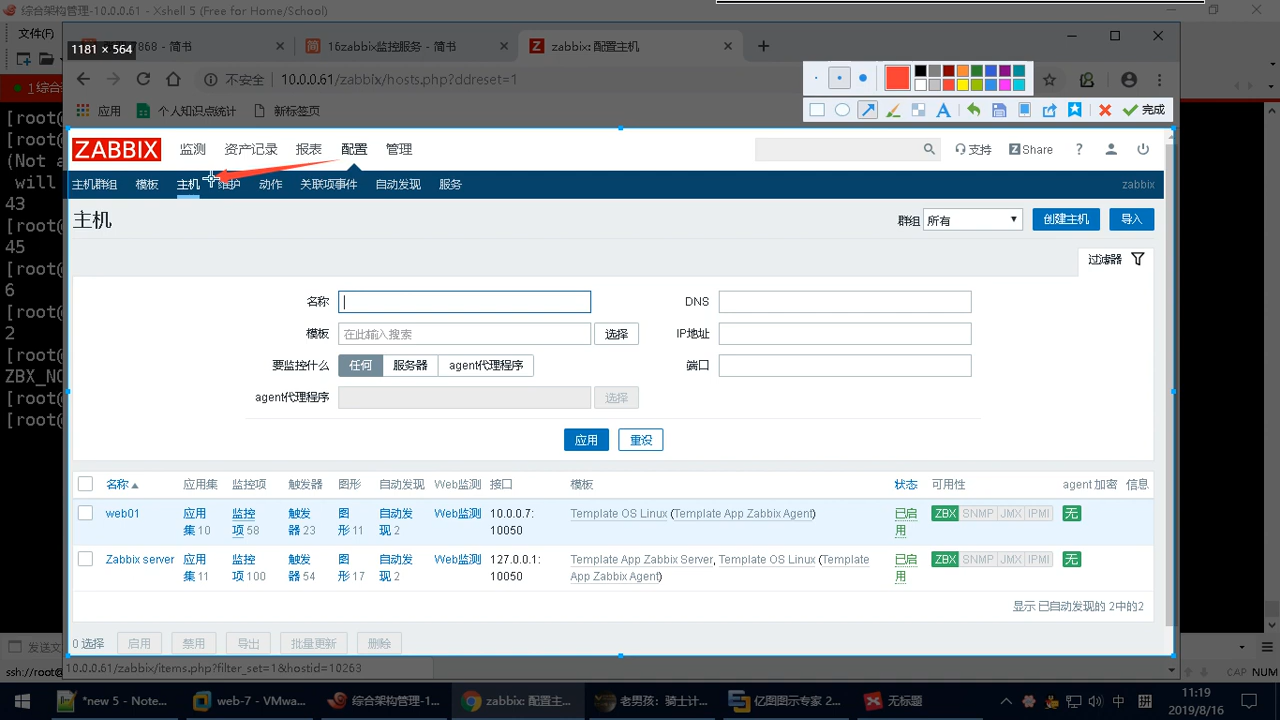 综合架构管理 - 10.0.0.61 - Xshell 5 (Free for Home/School)
文件(F)
1181 × 564
868 - 简书
16zabbix监控服务 - 简书
zabbix: 配置主机
不安全
10.0.0.61/zabbix/hosts.php?ddreset=1
应用
个人知识点统计
新标签页
完成
1 综合
[root@
[root@
(Not a
will
43
[root@
45
[root@
6
[root@
2
[root@
ZBX_NO
[root@
[root@
ZABBIX
监测
资产记录
报表
配置
管理
支持
Share
?
主机群组
模板
主机
维护
动作
关联项事件
自动发现
服务
zabbix
主机
群组
所有
创建主机
导入
过滤器
名称
DNS
模板
在此输入搜索
选择
IP地址
要监控什么
任何
服务器
agent代理程序
端口
agent代理程序
选择
应用
重设
名称
应用集
监控项
触发器
图形
自动发现
Web监测
接口
模板
状态
可用性
agent 加密
信息
web01
应用集 10
监控项 58
触发器 23
图形 11
自动发现 2
Web监测
10.0.0.7: 10050
Template OS Linux (Template App Zabbix Agent)
已启用
ZBX SNMP JMX IPMI
无
Zabbix server
应用集 11
监控项 100
触发器 54
图形 17
自动发现 2
Web监测
127.0.0.1: 10050
Template App Zabbix Server, Template OS Linux (Template App Zabbix Agent)
已启用
ZBX SNMP JMX IPMI
无
显示 已自动发现的 2中的2
0 选择
启用
禁用
导出
批量更新
删除
发送文
10.0.0.61/zabbix/items.php?filter_set=1&hostid=10263
ssh://root@
CAP NUM
*new 5 - Note...
web-7 - VMwa...
综合架构管理-1...
zabbix: 配置主...
老男孩：骑士计...
亿图图示专家 2...
无标题
中
11:19
2019/8/16